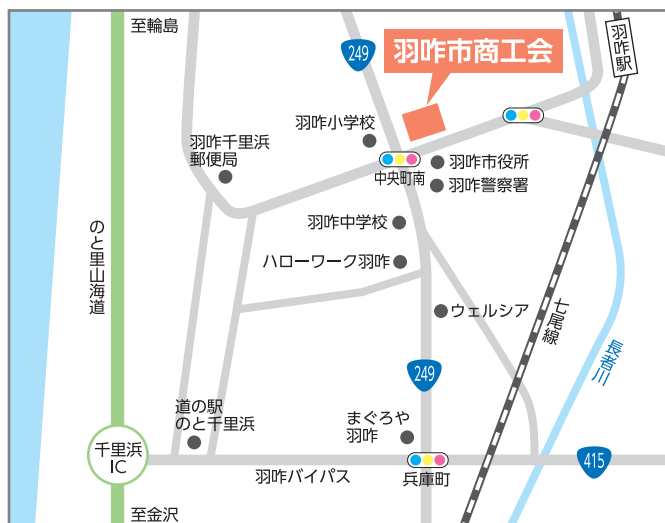 至輪島
249
羽咋市商工会
羽咋駅
羽咋小学校
羽咋千里浜
郵便局
中央町南
羽咋市役所
羽咋警察署
羽咋中学校
ハローワーク羽咋
のと里山海道
ウェルシア
七尾線
長者川
249
道の駅
のと千里浜
まぐろや
羽咋
千里浜
IC
羽咋バイパス
兵庫町
415
至金沢